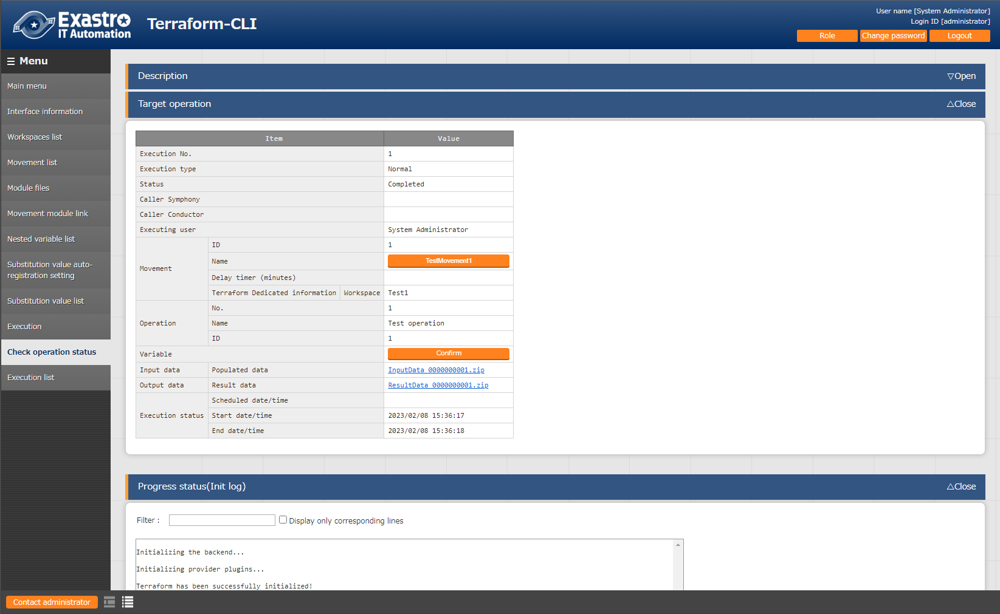 Exastro
IT Automation
Terraform-CLI
User name [System Administrator]
Login ID [administrator]
Role
Change password
Logout
Menu
Main menu
Interface information
Workspaces list
Movement list
Module files
Movement module link
Nested variable list
Substitution value auto-
registration setting
Substitution value list
Execution
Check operation status
Execution list
Description
▽Open
Target operation
△Close
Item Value
Execution No. 1
Execution type Normal
Status Completed
Caller Symphony
Caller Conductor
Executing user System Administrator
Movement
ID 1
Name TestMovement1
Delay timer (minutes)
Terraform Dedicated information Workspace Test1
Operation
No. 1
Name Test operation
ID 1
Variable Confirm
Input data Populated data InputData_0000000001.zip
Output data Result data ResultData_0000000001.zip
Execution status
Scheduled date/time
Start date/time 2023/02/08 15:36:17
End date/time 2023/02/08 15:36:18
Progress status(Init log)
△Close
Filter :
Display only corresponding lines
Initializing the backend...
Initializing provider plugins...
Terraform has been successfully initialized!
Contact administrator